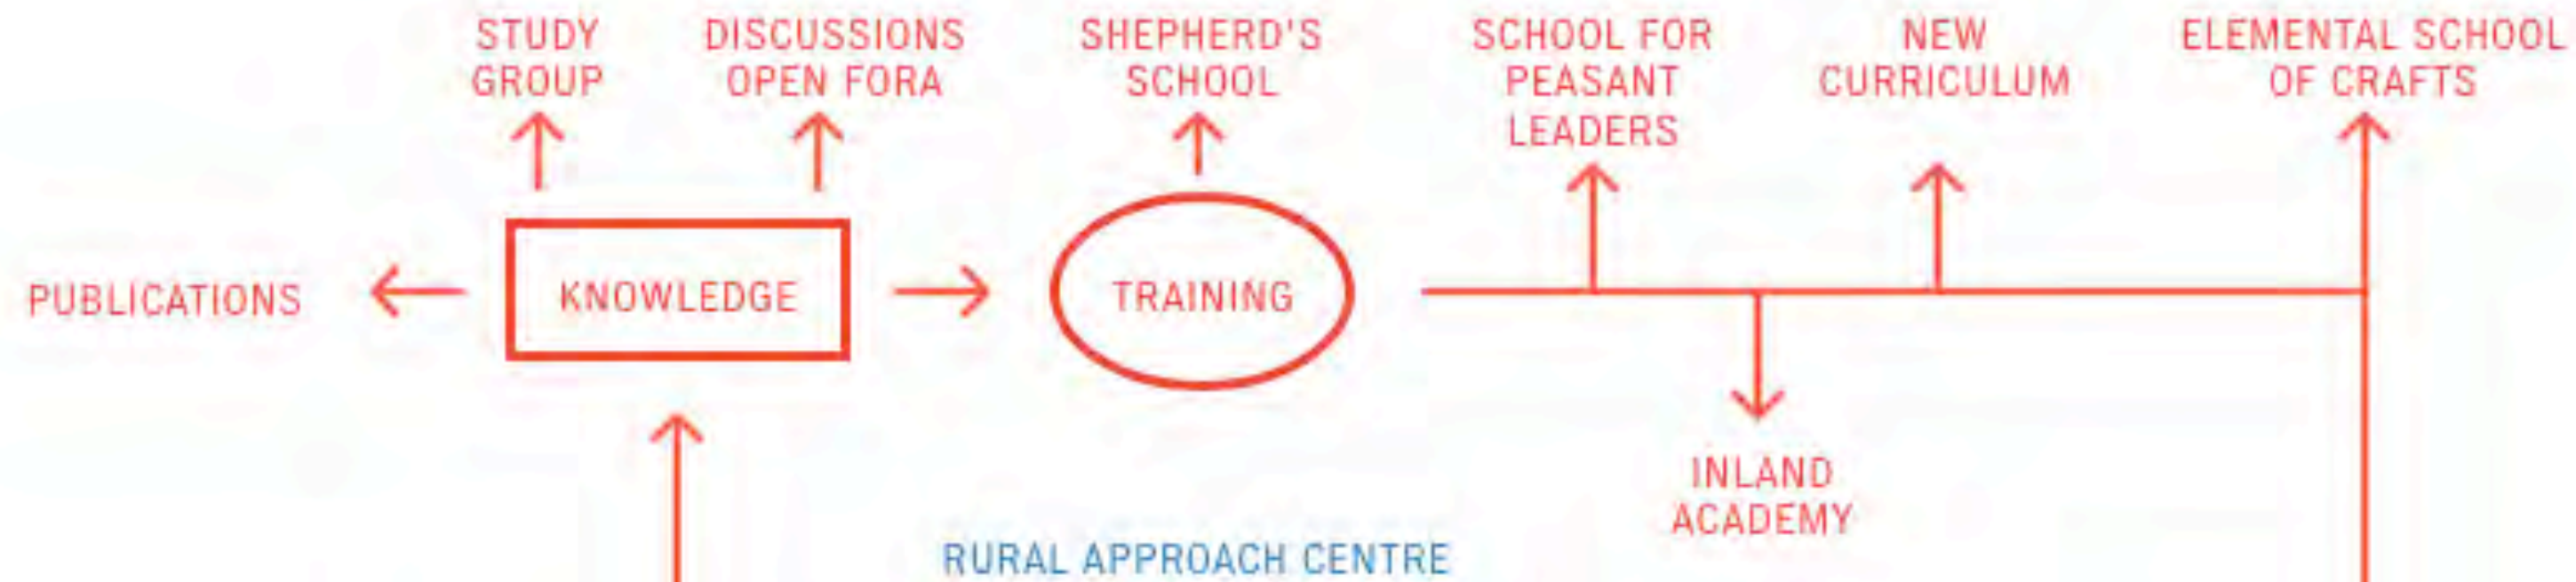 STUDY
GROUP
DISCUSSIONS
OPEN FORA
SHEPHERD'S
SCHOOL
SCHOOL FOR
PEASANT
LEADERS
NEW
CURRICULUM
ELEMENTAL SCHOOL
OF CRAFTS
PUBLICATIONS
KNOWLEDGE
TRAINING
INLAND
ACADEMY
RURAL APPROACH CENTRE